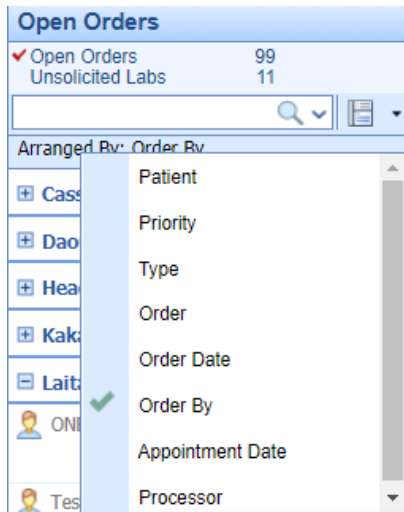 Open Orders
Open Orders 99
Unsolicited Labs 11
Arranged By: Order By
Patient
Priority
Type
Order
Order Date
Order By
Appointment Date
Processor